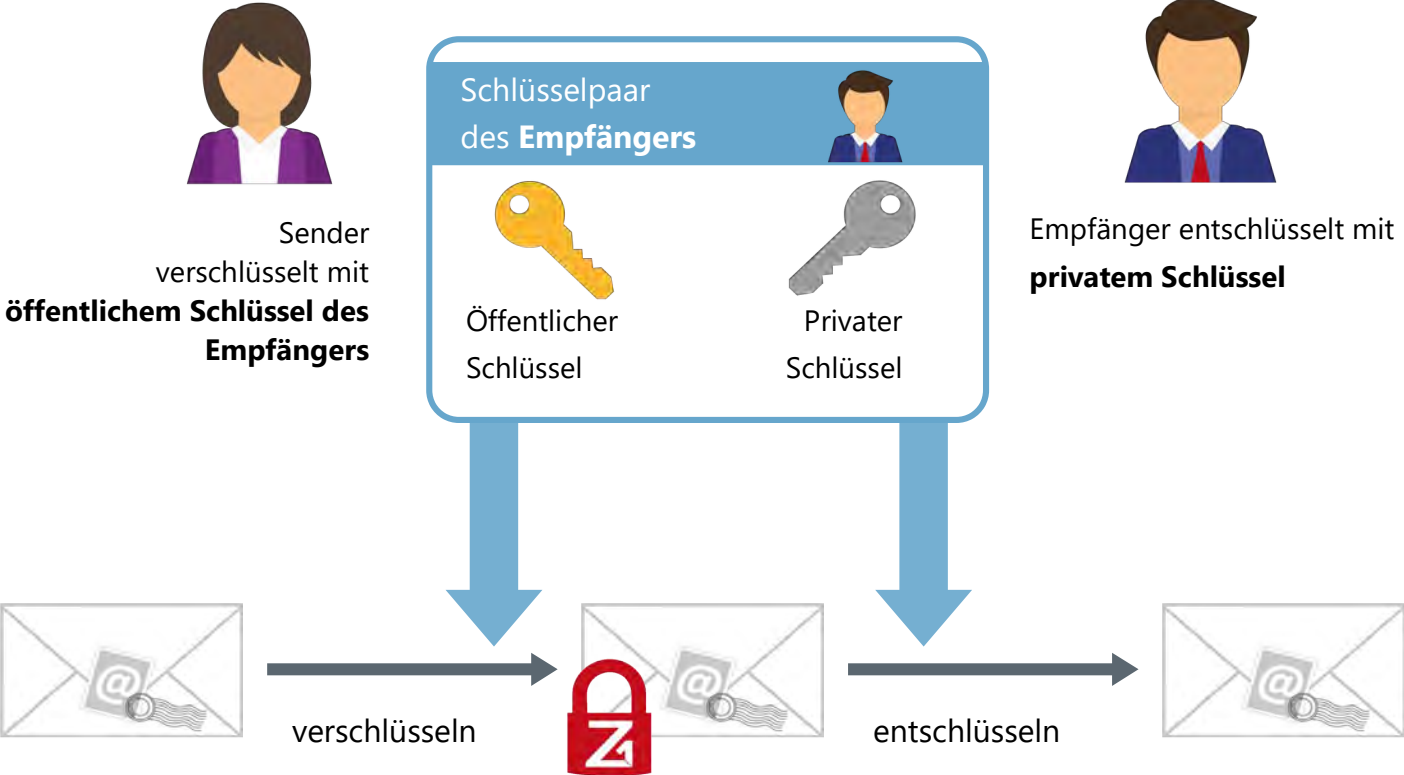 Schlüsselpaar
des Empfängers
Sender
verschlüsselt mit
öffentlichem Schlüssel des
Empfängers
Öffentlicher
Schlüssel
Privater
Schlüssel
Empfänger entschlüsselt mit
privatem Schlüssel
@
@
@
verschlüsseln
Z1
entschlüsseln